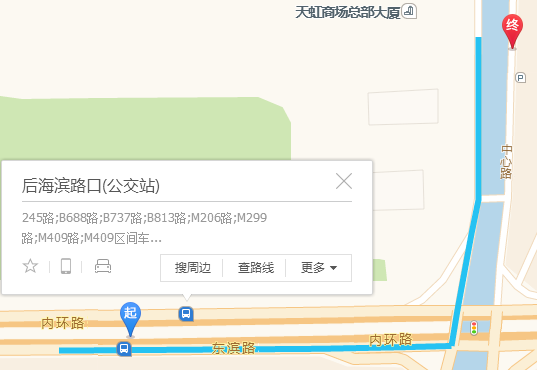 天虹商场总部大厦
终
P
中心路
后海滨路口(公交站)
245路;B688路;B737路;B813路;M206路;M299
路;M409路;M409区间车...
搜周边 查路线 更多
起
内环路
内环路
东滨路